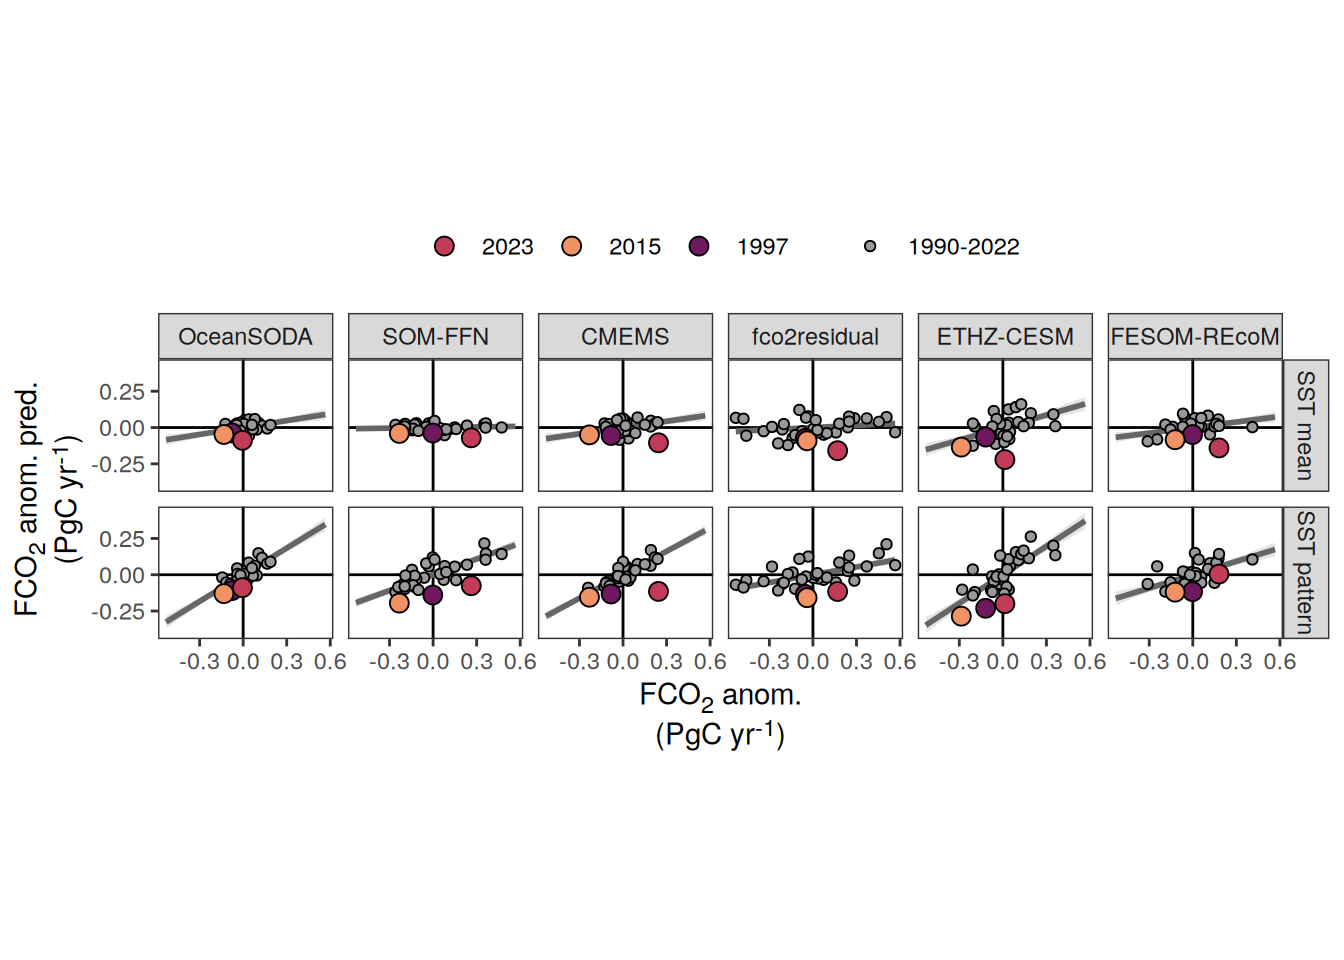 2023 2015 1997 1990-2022
OceanSODA SOM-FFN CMEMS fco2residual ETHZ-CESM FESOM-REcoM
FCO2 anom. pred.
(PgC yr-1)
0.25
0.00
-0.25
SST mean
0.25
0.00
-0.25
SST pattern
-0.3 0.0 0.3 0.6 -0.3 0.0 0.3 0.6 -0.3 0.0 0.3 0.6 -0.3 0.0 0.3 0.6 -0.3 0.0 0.3 0.6 -0.3 0.0 0.3 0.6
FCO2 anom.
(PgC yr-1)